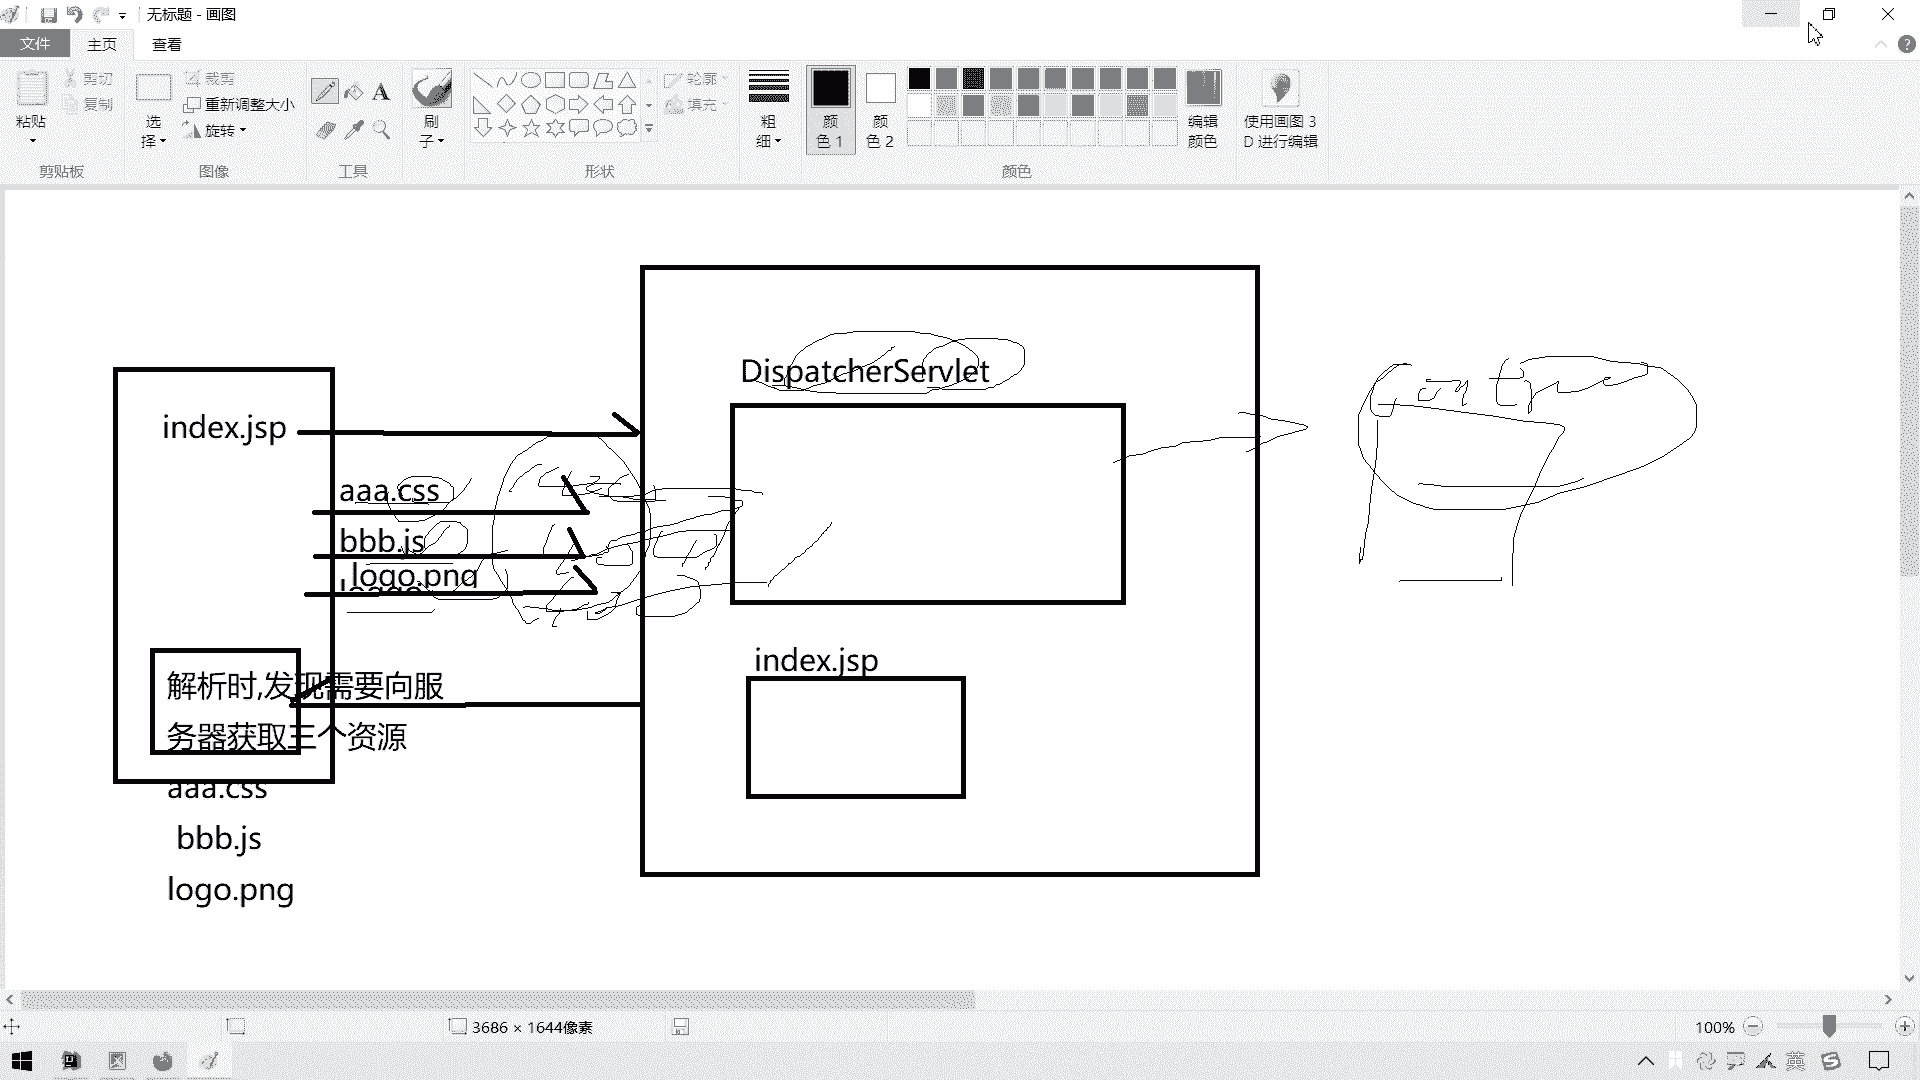 无标题 - 画图
文件 主页 查看
粘贴
剪切
复制
剪贴板
选择
裁剪
重新调整大小
旋转
图像
A
工具
刷子
轮廓
填充
形状
粗细
颜色 1
颜色 2
编辑颜色
颜色
使用画图 3
D 进行编辑
DispatcherServlet
index.jsp
aaa.css
bbb.js
logo.png
index.jsp
解析时,发现需要向服
务器获取三个资源
aaa.css
bbb.js
logo.png
3686 × 1644像素
100%
英